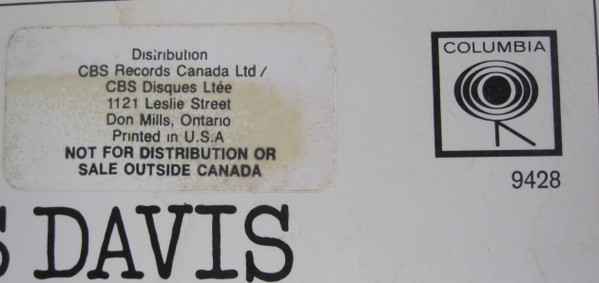 Distribution
CBS Records Canada Ltd /
CBS Disques Ltée
1121 Leslie Street
Don Mills, Ontario
Printed in U.S.A
NOT FOR DISTRIBUTION OR
SALE OUTSIDE CANADA
COLUMBIA
9428
S DAVIS